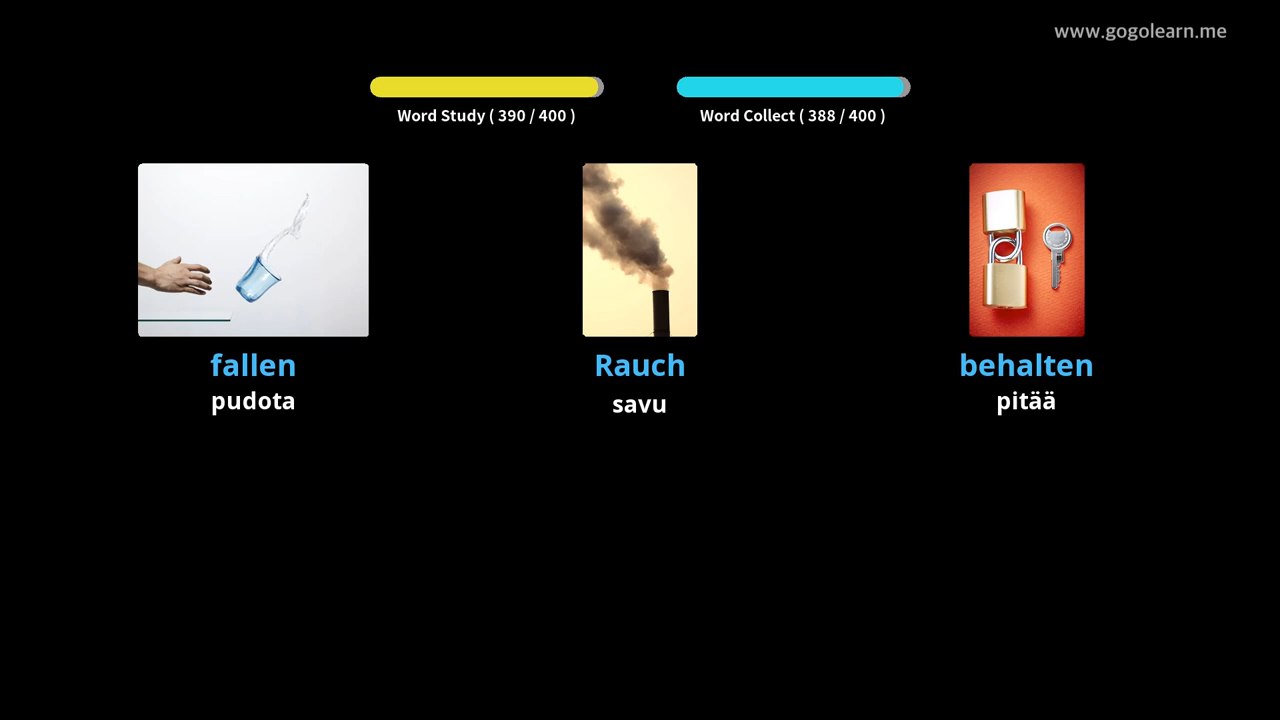 www.gogolearn.me
Word Study ( 390 / 400 )
Word Collect ( 388 / 400 )
fallen
pudota
Rauch
savu
behalten
pitää